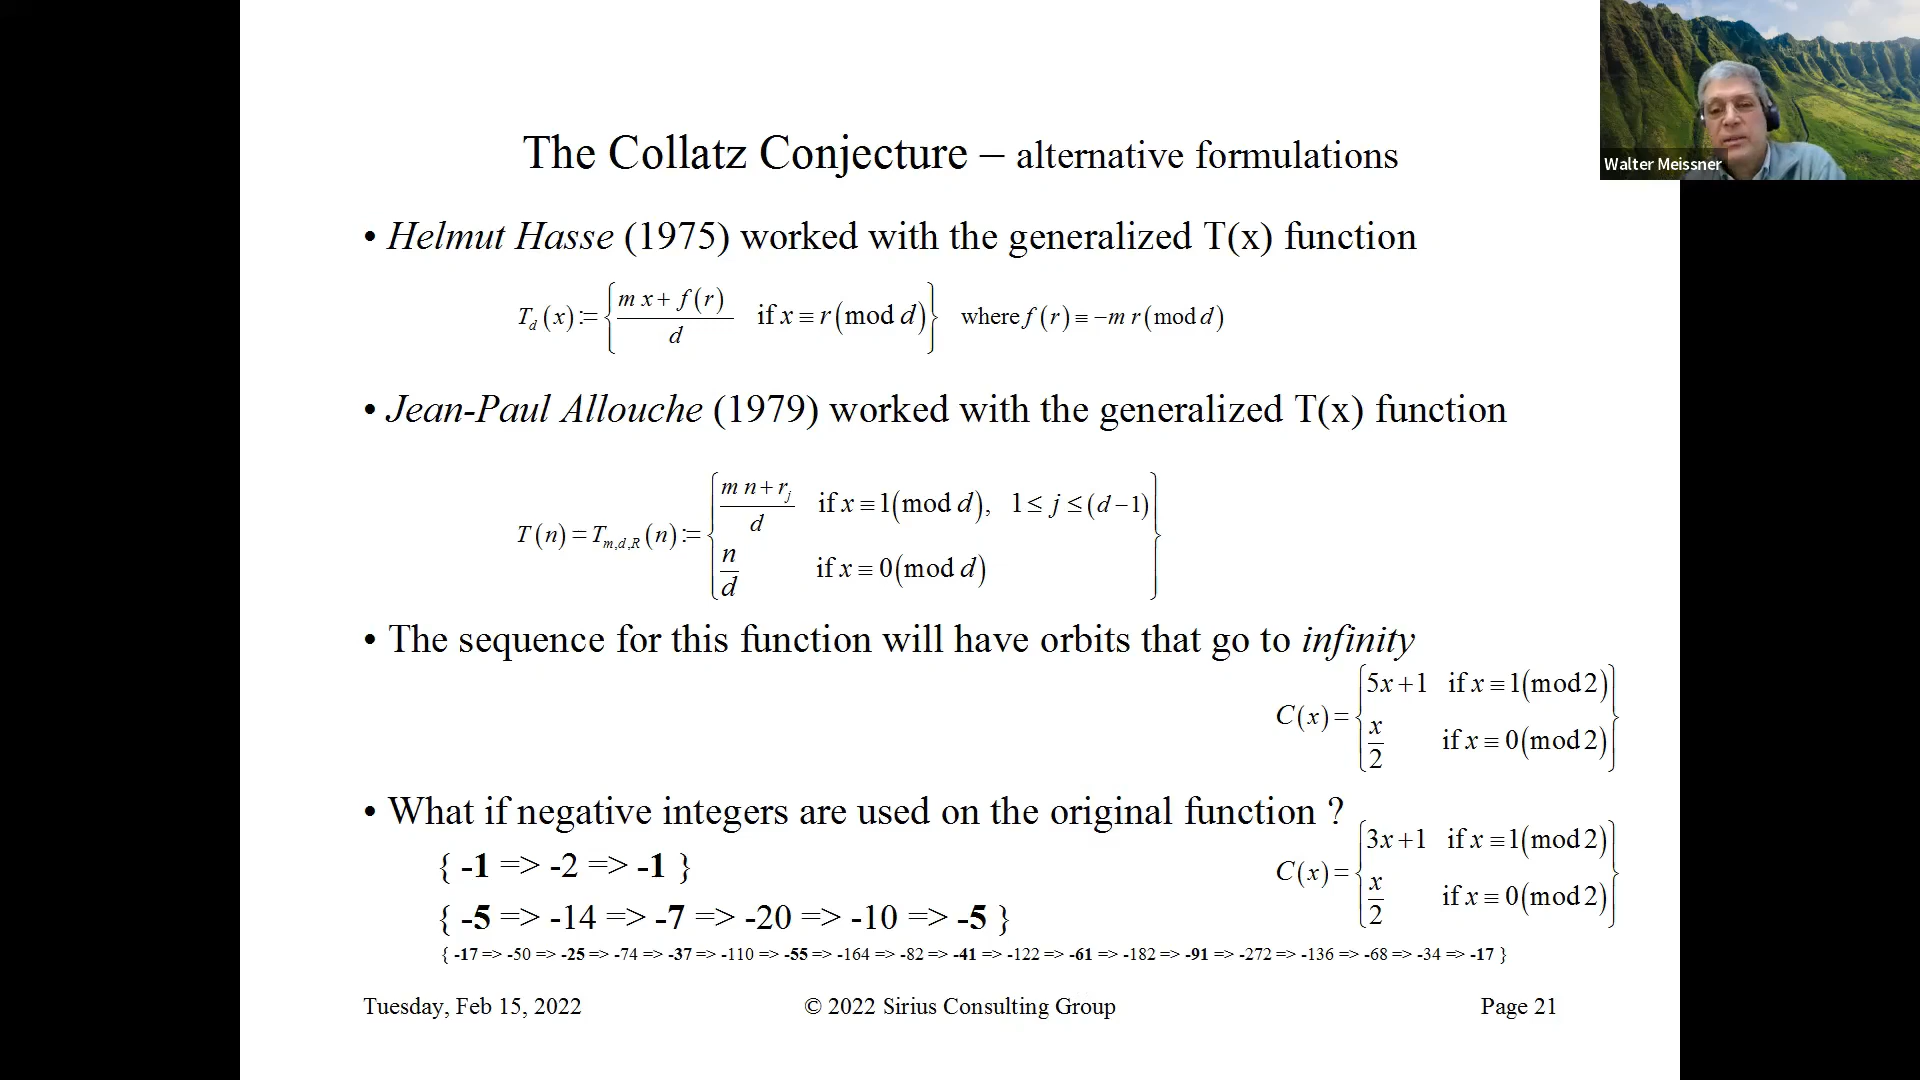 Walter Meissner
The Collatz Conjecture – alternative formulations
• Helmut Hasse (1975) worked with the generalized T(x) function
T_d(x) := { (m x + f(r)) / d   if x ≡ r (mod d) }   where f(r) ≡ −m r (mod d)
• Jean-Paul Allouche (1979) worked with the generalized T(x) function
T(n) = T_{m,d,R}(n) := { (m n + r_j) / d   if x ≡ 1 (mod d),   1 ≤ j ≤ (d − 1)
n / d   if x ≡ 0 (mod d) }
• The sequence for this function will have orbits that go to infinity
C(x) = { 5x + 1   if x ≡ 1 (mod 2)
x / 2   if x ≡ 0 (mod 2) }
• What if negative integers are used on the original function ?
C(x) = { 3x + 1   if x ≡ 1 (mod 2)
x / 2   if x ≡ 0 (mod 2) }
{ -1 => -2 => -1 }
{ -5 => -14 => -7 => -20 => -10 => -5 }
{ -17 => -50 => -25 => -74 => -37 => -110 => -55 => -164 => -82 => -41 => -122 => -61 => -182 => -91 => -272 => -136 => -68 => -34 => -17 }
Tuesday, Feb 15, 2022   © 2022 Sirius Consulting Group   Page 21